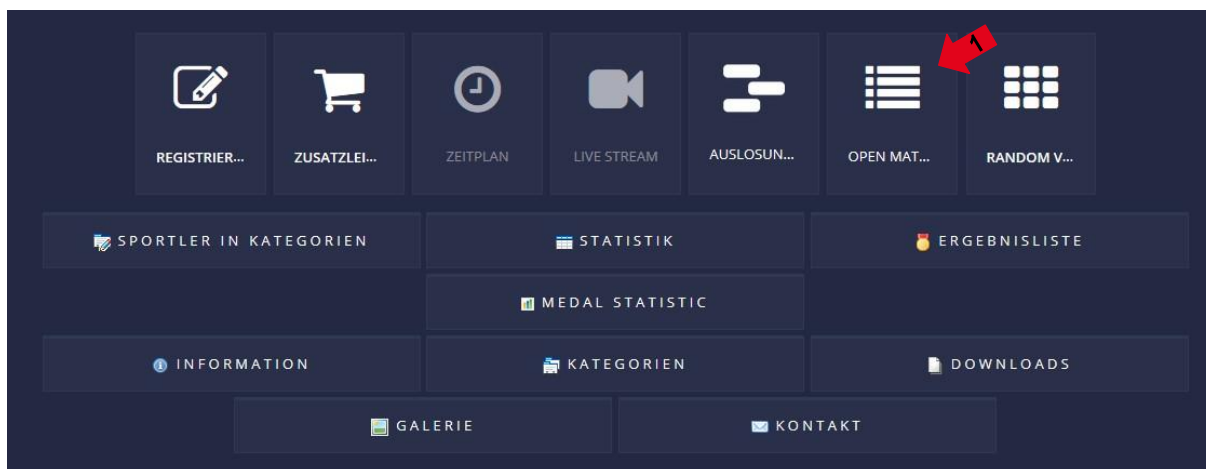 1
REGISTRIER...
ZUSATZLEI...
ZEITPLAN
LIVE STREAM
AUSLOSUN...
OPEN MAT...
RANDOM V...
SPORTLER IN KATEGORIEN
STATISTIK
ERGEBNISLISTE
MEDAL STATISTIC
INFORMATION
KATEGORIEN
DOWNLOADS
GALERIE
KONTAKT